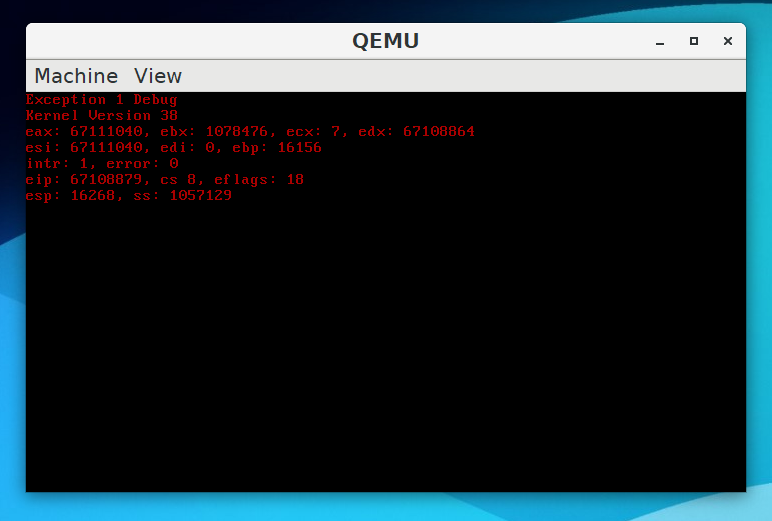 QEMU
Machine View
Exception 1 Debug
Kernel Version 38
eax: 67111040, ebx: 1078476, ecx: 7, edx: 67108864
esi: 67111040, edi: 0, ebp: 16156
intr: 1, error: 0
eip: 67108879, cs 8, eflags: 18
esp: 16268, ss: 1057129